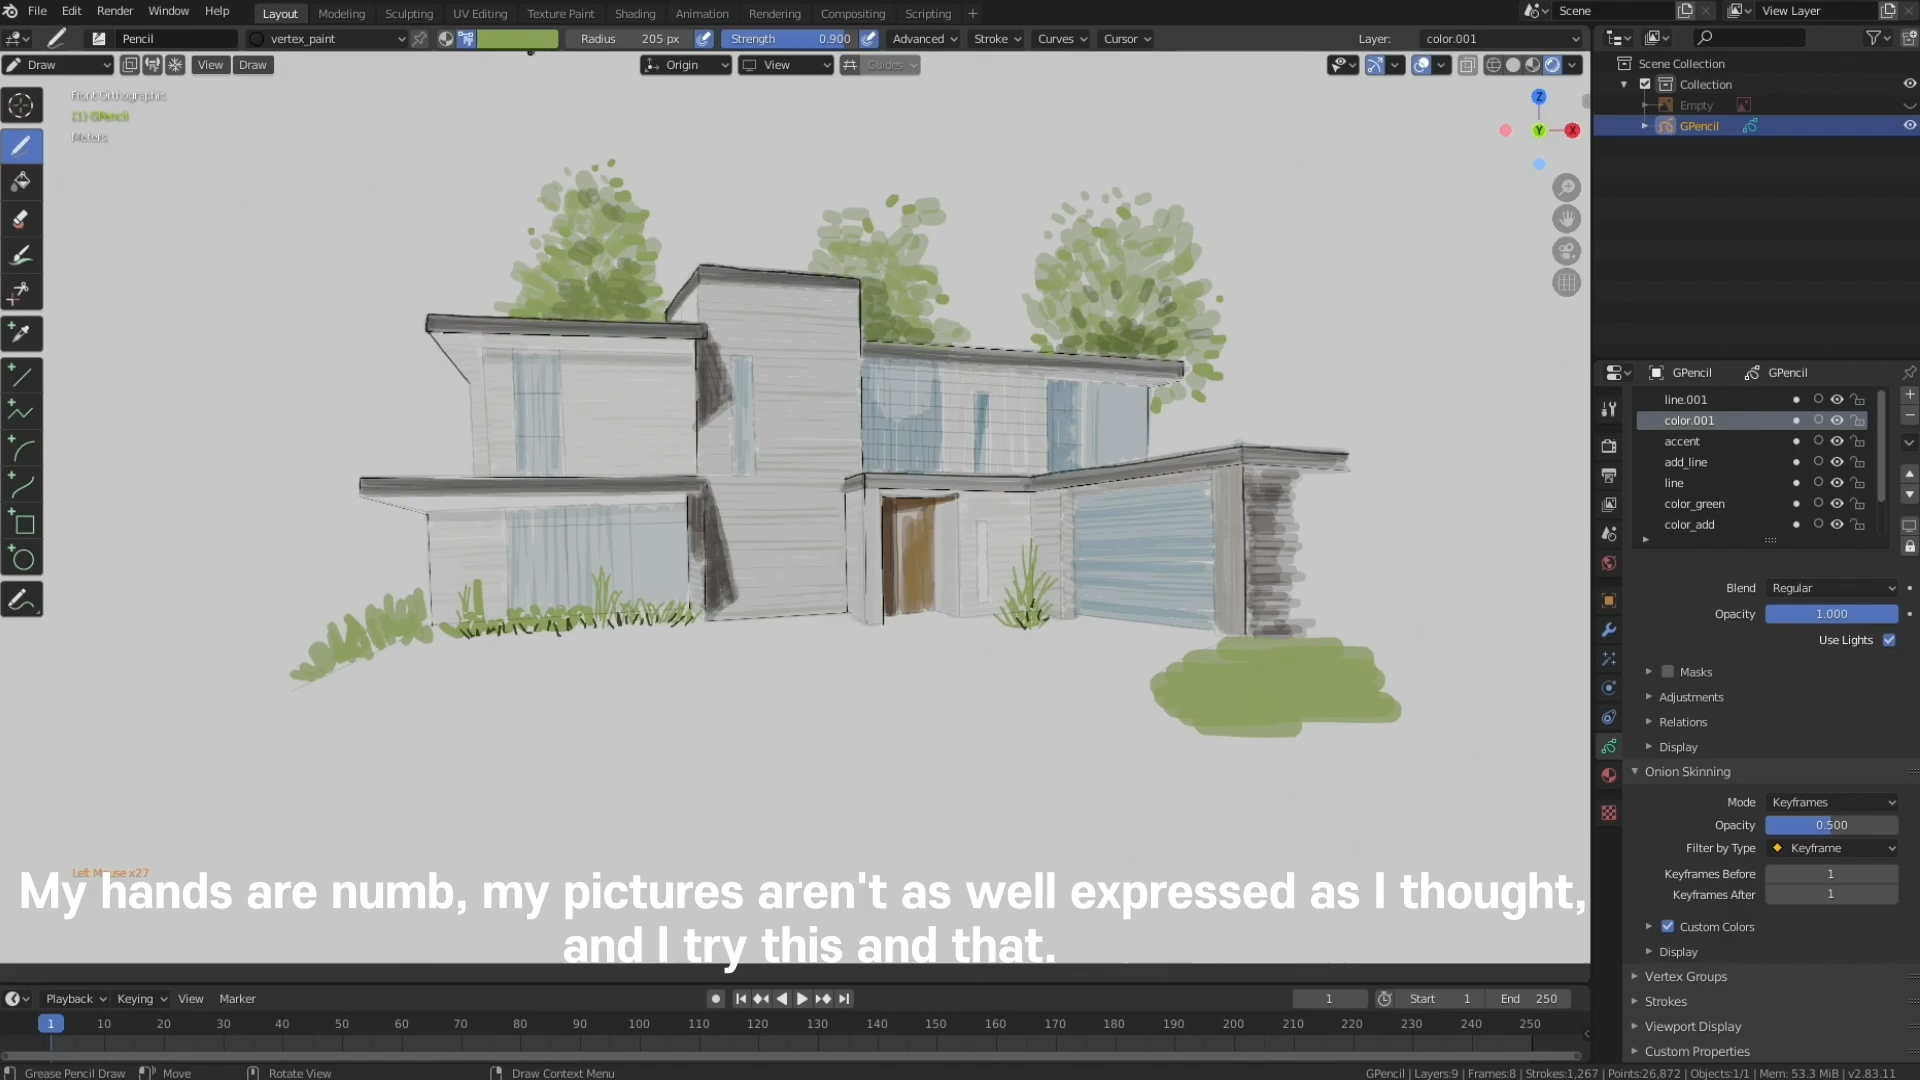 File Edit Render Window Help Layout Modeling Sculpting UV Editing Texture Paint Shading Animation Rendering Compositing Scripting + Scene View Layer
Pencil vertex_paint Radius 205 px Strength 0.900 Advanced Stroke Curves Cursor Layer: color.001
Draw View Draw Origin View Guides
Scene Collection
Collection
Empty
GPencil
Front Orthographic
(1) GPencil
Meters
Z
Y
X
GPencil GPencil
line.001
color.001
accent
add_line
line
color_green
color_add
Blend Regular
Opacity 1.000
Use Lights
Masks
Adjustments
Relations
Display
Onion Skinning
Mode Keyframes
Opacity 0.500
Filter by Type Keyframe
Keyframes Before 1
Keyframes After 1
Custom Colors
Display
Vertex Groups
Strokes
Viewport Display
Custom Properties
Left Mouse x27
My hands are numb, my pictures aren't as well expressed as I thought,
and I try this and that.
Playback Keying View Marker 1 Start 1 End 250
1 10 20 30 40 50 60 70 80 90 100 110 120 130 140 150 160 170 180 190 200 210 220 230 240 250
Grease Pencil Draw Move Rotate View Draw Context Menu GPencil | Layers:9 | Frames:8 | Strokes:1,267 | Points:26,872 | Objects:1/1 | Mem: 53.3 MiB | v2.83.11